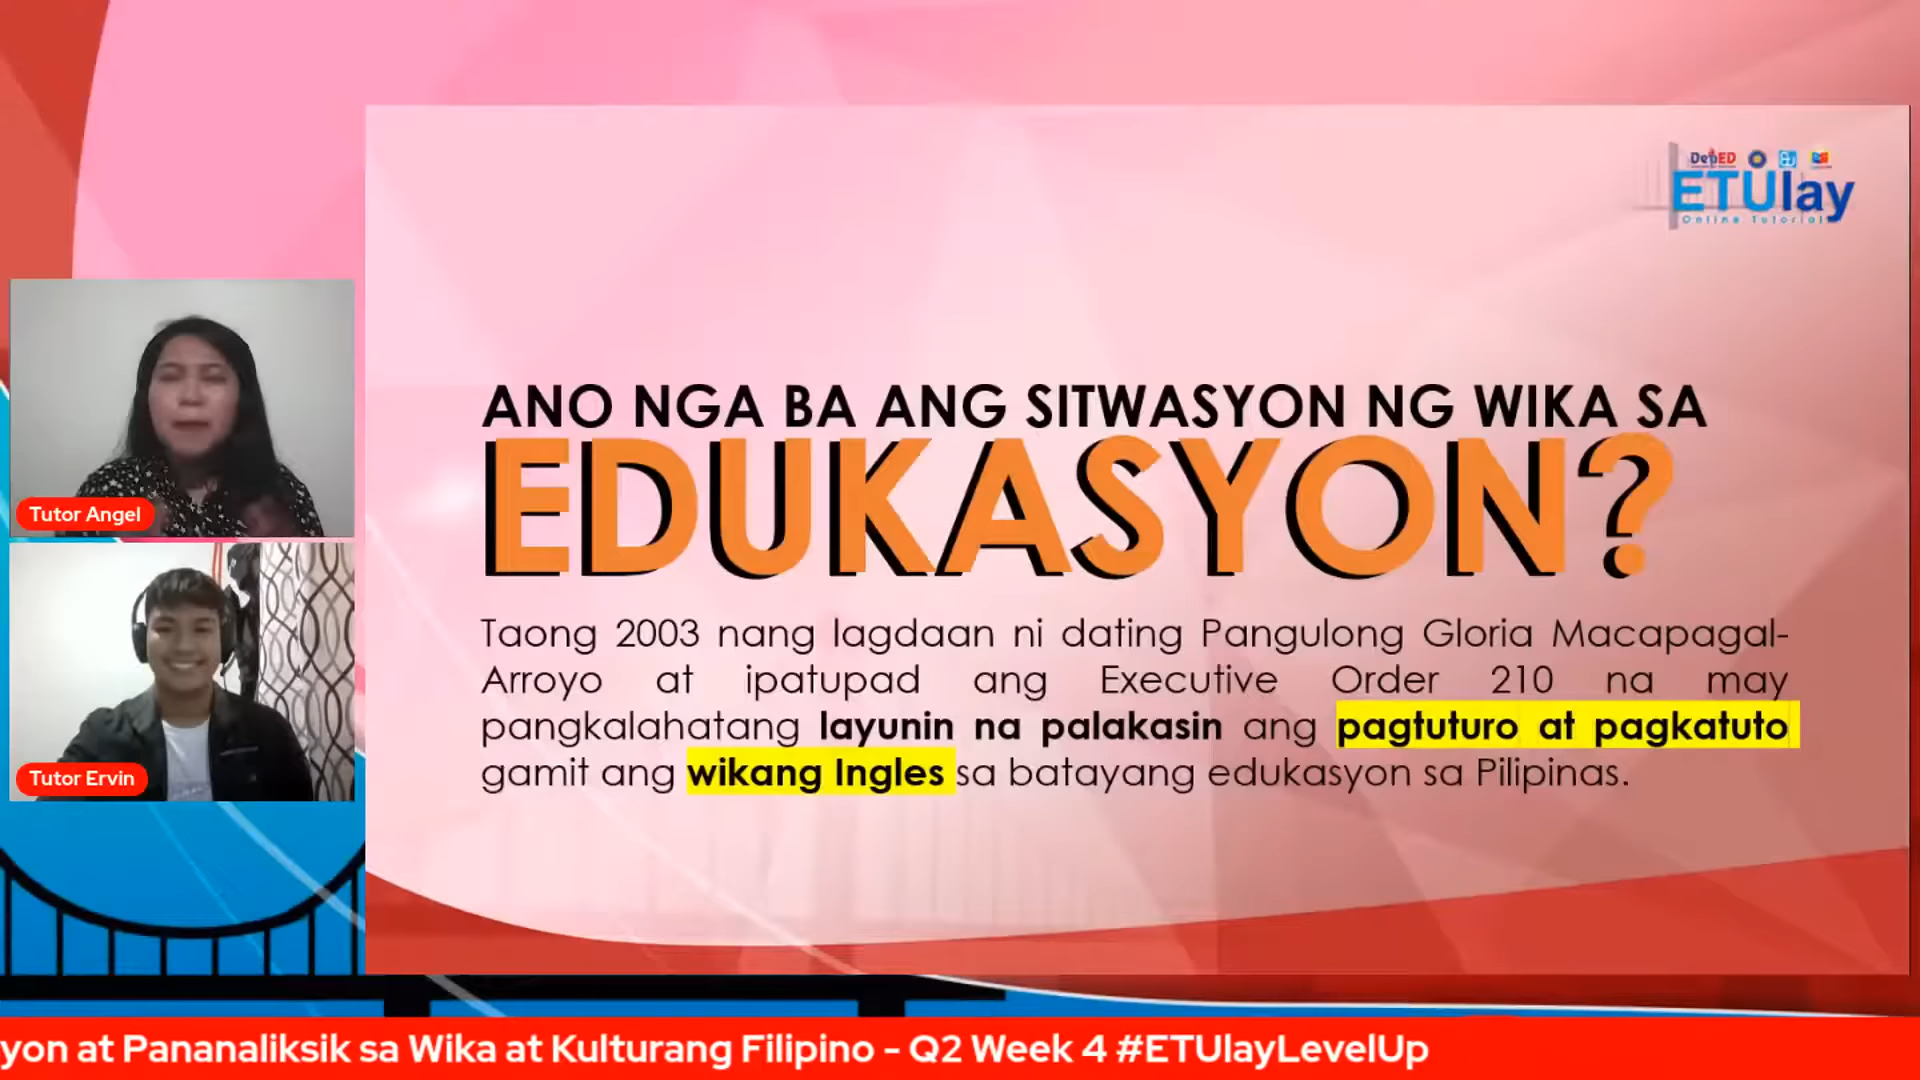 DepED
ETUlay
Online Tutorial
ANO NGA BA ANG SITWASYON NG WIKA SA
EDUKASYON?
Taong 2003 nang lagdaan ni dating Pangulong Gloria Macapagal-
Arroyo at ipatupad ang Executive Order 210 na may
pangkalahatang layunin na palakasin ang pagtuturo at pagkatuto
gamit ang wikang Ingles sa batayang edukasyon sa Pilipinas.
Tutor Angel
Tutor Ervin
yon at Pananaliksik sa Wika at Kulturang Filipino - Q2 Week 4 #ETUlayLevelUp